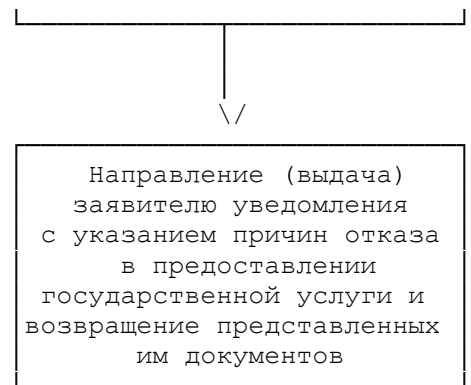 Направление (выдача)
заявителю уведомления
с указанием причин отказа
в предоставлении
государственной услуги и
возвращение представленных
им документов